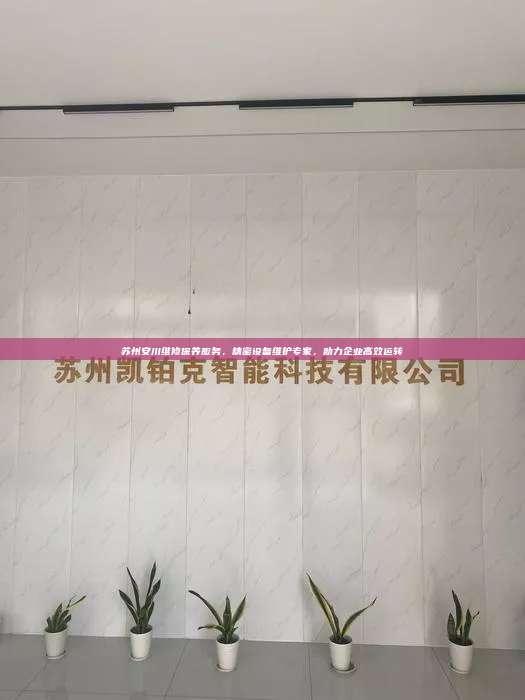 苏州安川维修保养服务，精密设备维护专家，助力企业高效运转
苏州凯铂克智能科技有限公司